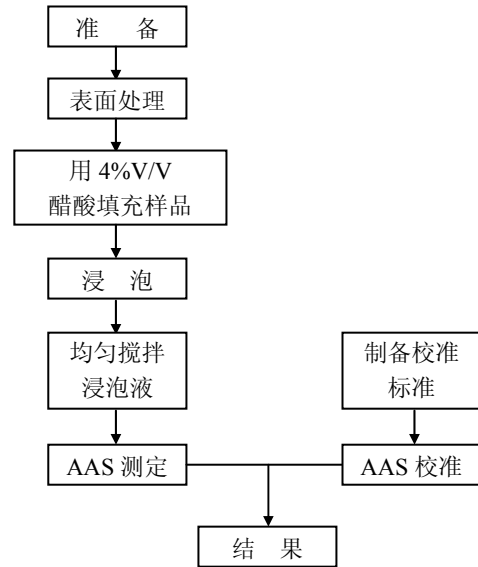 准 备
表面处理
用 4%V/V
醋酸填充样品
浸 泡
均匀搅拌
浸泡液
制备校准
标准
AAS 测定
AAS 校准
结 果